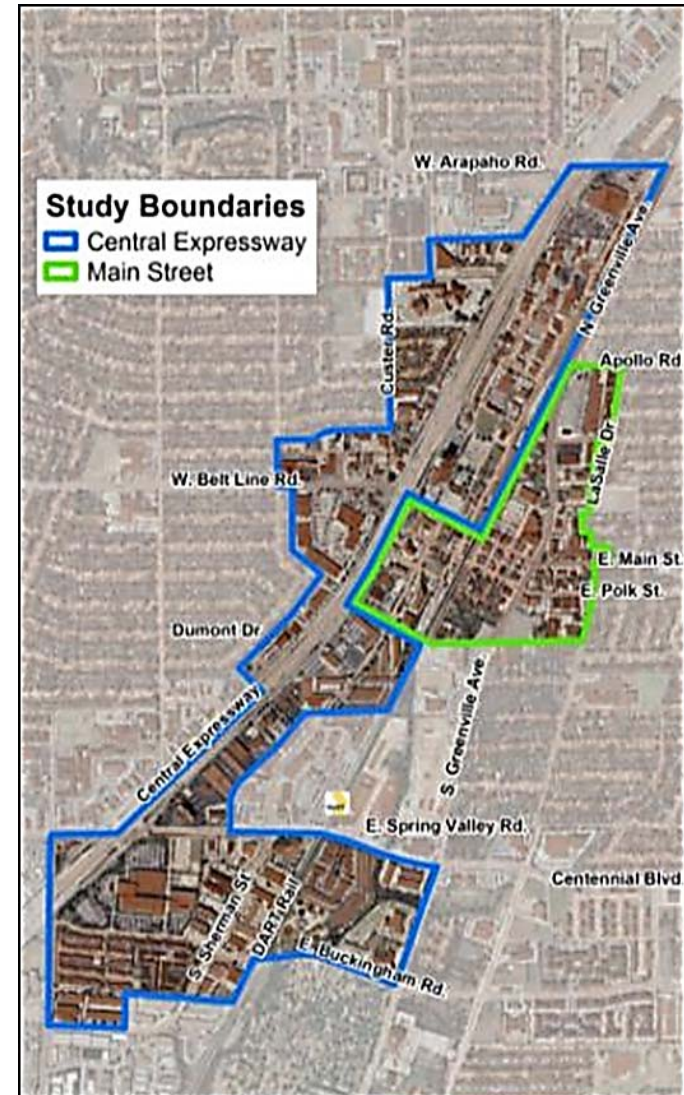 W. Arapaho Rd.
Study Boundaries
Central Expressway
Main Street
N. Greenville Ave.
Custer Rd.
Apollo Rd
LaSalle Dr
W. Belt Line Rd.
E. Main St.
E. Polk St.
Dumont Dr
S. Greenville Ave.
Central Expressway
E. Spring Valley Rd.
Centennial Blvd.
S. Sherman St.
DART Rail
E. Buckingham Rd.